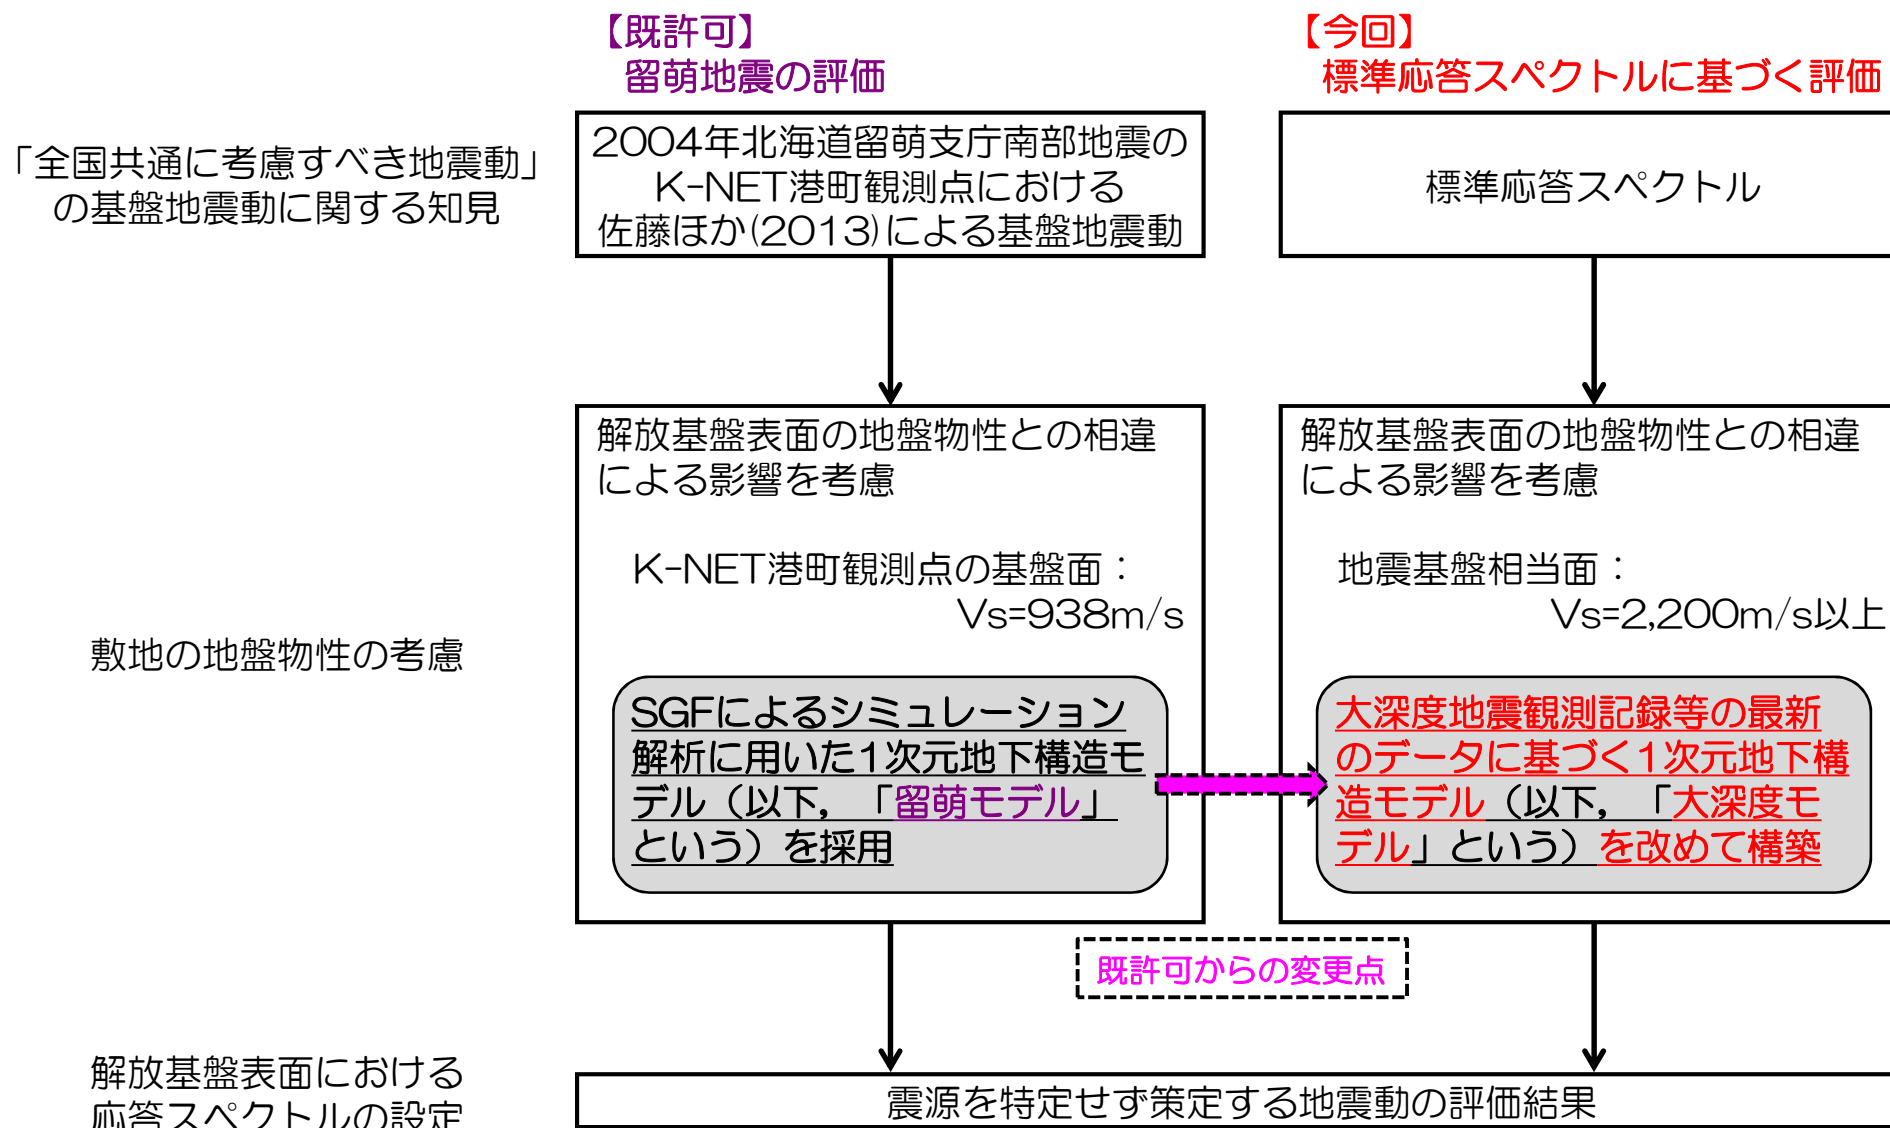 【既許可】
留萌地震の評価
【今回】
標準応答スペクトルに基づく評価
「全国共通に考慮すべき地震動」
の基盤地震動に関する知見
2004年北海道留萌支庁南部地震の
K-NET港町観測点における
佐藤ほか(2013)による基盤地震動
標準応答スペクトル
敷地の地盤物性の考慮
解放基盤表面の地盤物性との相違
による影響を考慮
K-NET港町観測点の基盤面：
Vs=938m/s
SGFによるシミュレーション
解析に用いた1次元地下構造モ
デル（以下，「留萌モデル」
という）を採用
解放基盤表面の地盤物性との相違
による影響を考慮
地震基盤相当面：
Vs=2,200m/s以上
大深度地震観測記録等の最新
のデータに基づく1次元地下構
造モデル（以下，「大深度モ
デル」という）を改めて構築
既許可からの変更点
解放基盤表面における
応答スペクトルの設定
震源を特定せず策定する地震動の評価結果